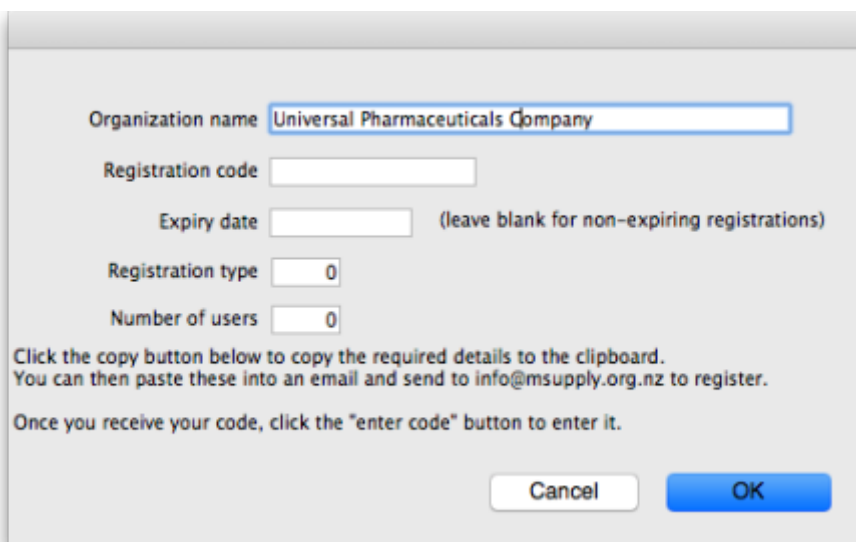 Organization name Universal Pharmaceuticals Company
Registration code
Expiry date (leave blank for non-expiring registrations)
Registration type 0
Number of users 0
Click the copy button below to copy the required details to the clipboard.
You can then paste these into an email and send to info@msupply.org.nz to register.
Once you receive your code, click the "enter code" button to enter it.
Cancel OK